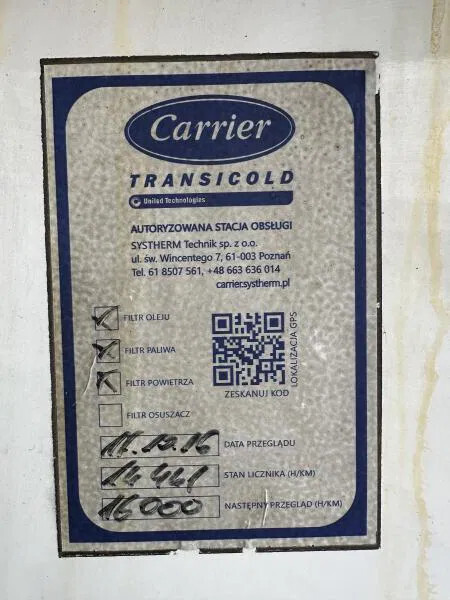 Carrier
TRANSICOLD
United Technologies
AUTORYZOWANA STACJA OBSŁUGI
SYSTHERM Technik sp. z o.o.
ul. św. Wincentego 7, 61-003 Poznań
Tel. 61 8507 561, +48 663 636 014
carrier.systherm.pl
FILTR OLEJU
FILTR PALIWA
FILTR POWIETRZA
FILTR OSUSZACZ
LOKALIZACJA GPS
ZESKANUJ KOD
DATA PRZEGLĄDU
STAN LICZNIKA (H/KM)
16000 NASTĘPNY PRZEGLĄD (H/KM)